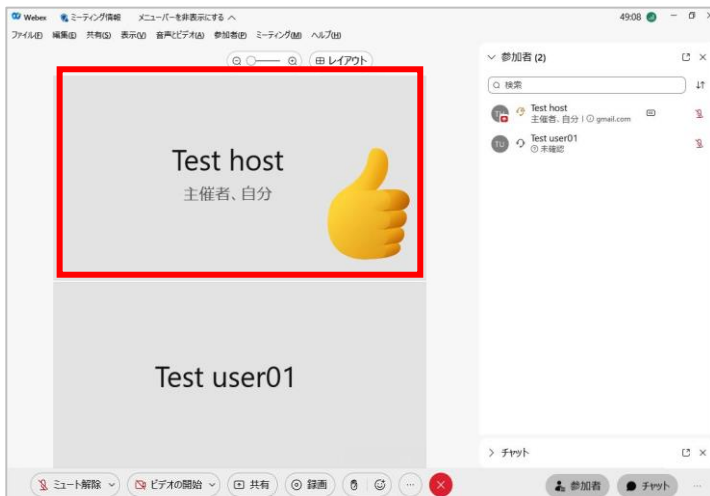 Webex ミーティング情報 メニューバーを非表示にする 49:08
ファイル(F) 編集(E) 共有(S) 表示(V) 音声とビデオ(A) 参加者(P) ミーティング(M) ヘルプ(H)
レイアウト
参加者 (2)
検索
Test host
主催者、自分 | gmail.com
TU
Test user01
未確認
Test host
主催者、自分
Test user01
チャット
ミュート解除 ビデオの開始 共有 録画 参加者 チャット